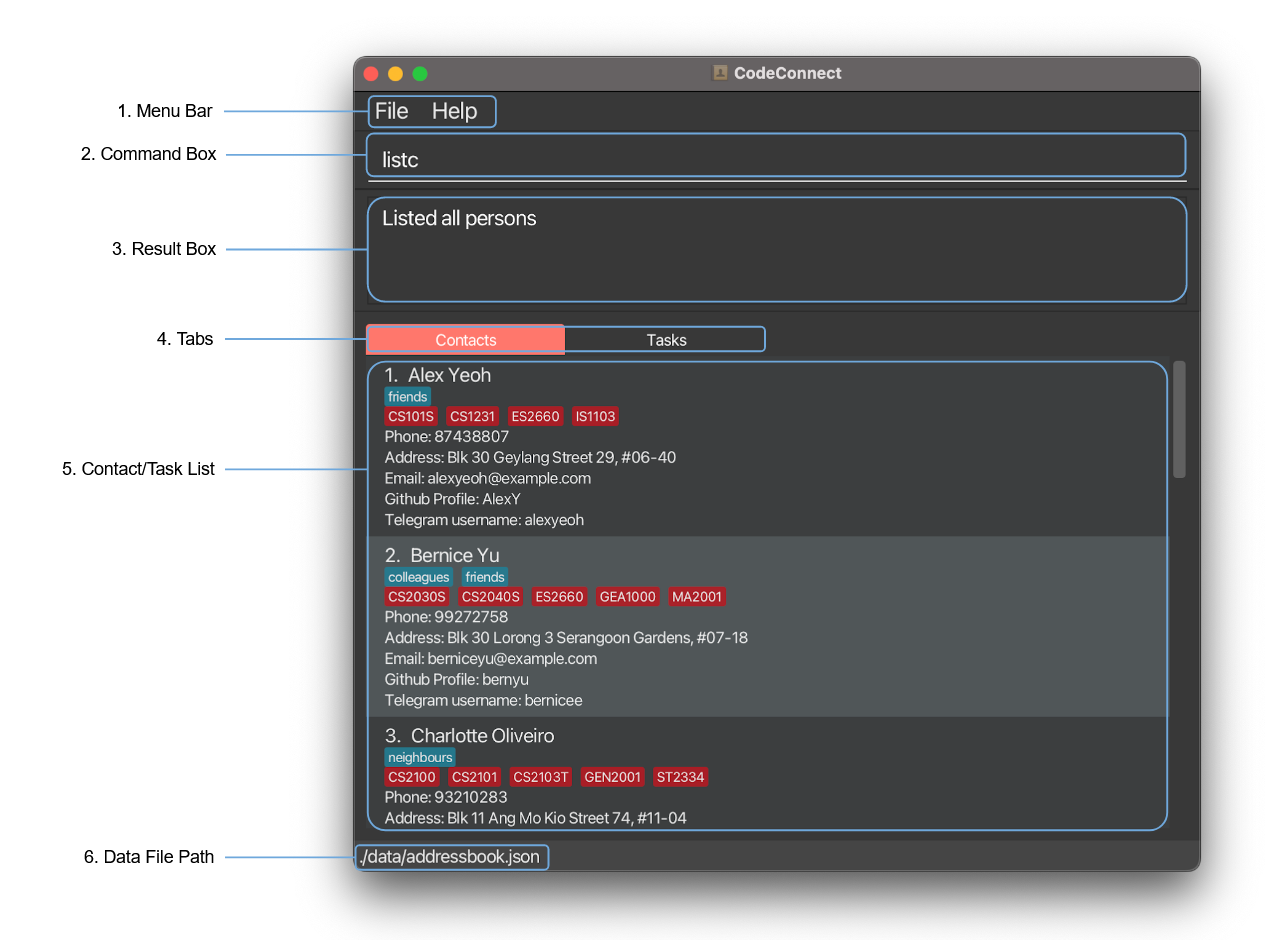 CodeConnect
1. Menu Bar
File Help
2. Command Box
listc
3. Result Box
Listed all persons
4. Tabs
Contacts Tasks
5. Contact/Task List
1. Alex Yeoh
friends
CS101S CS1231 ES2660 IS1103
Phone: 87438807
Address: Blk 30 Geylang Street 29, #06-40
Email: alexyeoh@example.com
Github Profile: AlexY
Telegram username: alexyeoh
2. Bernice Yu
colleagues friends
CS2030S CS2040S ES2660 GEA1000 MA2001
Phone: 99272758
Address: Blk 30 Lorong 3 Serangoon Gardens, #07-18
Email: berniceyu@example.com
Github Profile: bernyu
Telegram username: bernicee
3. Charlotte Oliveiro
neighbours
CS2100 CS2101 CS2103T GEN2001 ST2334
Phone: 93210283
Address: Blk 11 Ang Mo Kio Street 74, #11-04
6. Data File Path
./data/addressbook.json